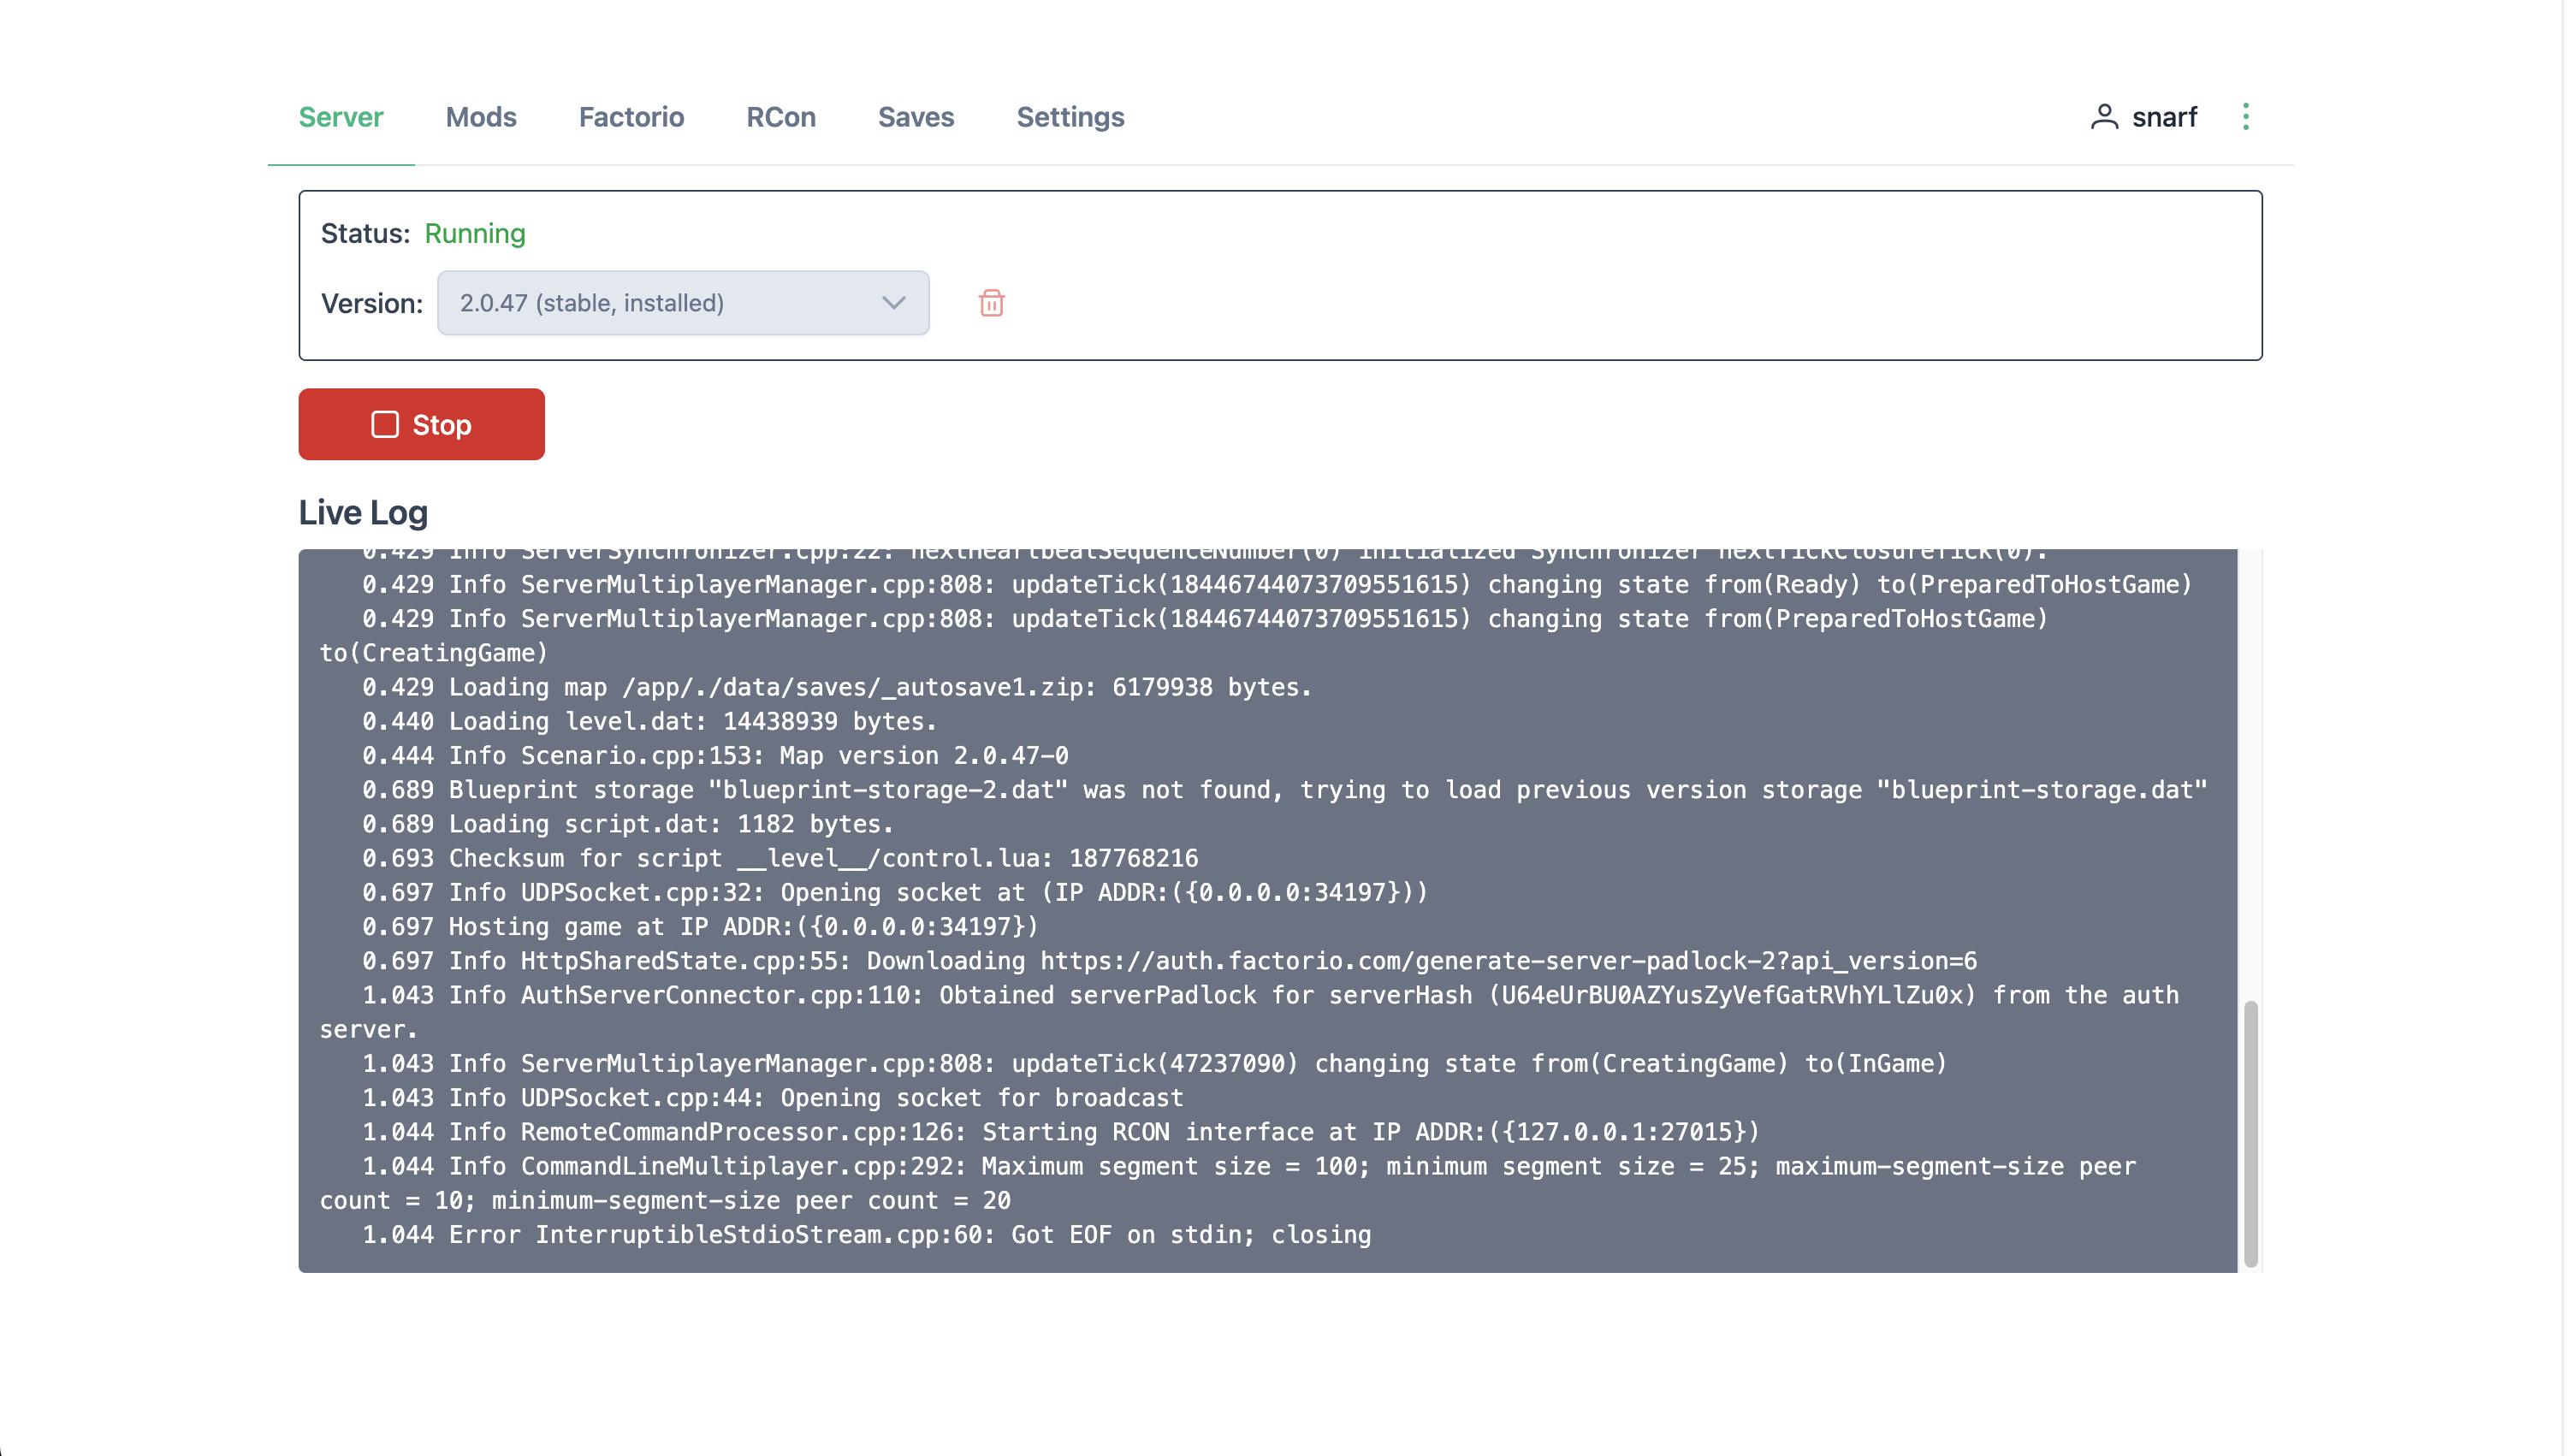 Server Mods Factorio RCon Saves Settings snarf
Status: Running
Version: 2.0.47 (stable, installed)
Stop
Live Log
0.429 Info ServerSynchronizer.cpp:22: nextHeartbeatSequenceNumber(0) initialized Synchronizer nextTickClosureTick(0).
0.429 Info ServerMultiplayerManager.cpp:808: updateTick(18446744073709551615) changing state from(Ready) to(PreparedToHostGame)
0.429 Info ServerMultiplayerManager.cpp:808: updateTick(18446744073709551615) changing state from(PreparedToHostGame)
to(CreatingGame)
0.429 Loading map /app/./data/saves/_autosave1.zip: 6179938 bytes.
0.440 Loading level.dat: 14438939 bytes.
0.444 Info Scenario.cpp:153: Map version 2.0.47-0
0.689 Blueprint storage "blueprint-storage-2.dat" was not found, trying to load previous version storage "blueprint-storage.dat"
0.689 Loading script.dat: 1182 bytes.
0.693 Checksum for script __level__/control.lua: 187768216
0.697 Info UDPSocket.cpp:32: Opening socket at (IP ADDR:({0.0.0.0:34197}))
0.697 Hosting game at IP ADDR:({0.0.0.0:34197})
0.697 Info HttpSharedState.cpp:55: Downloading https://auth.factorio.com/generate-server-padlock-2?api_version=6
1.043 Info AuthServerConnector.cpp:110: Obtained serverPadlock for serverHash (U64eUrBU0AZYusZyVefGatRVhYLlZu0x) from the auth
server.
1.043 Info ServerMultiplayerManager.cpp:808: updateTick(47237090) changing state from(CreatingGame) to(InGame)
1.043 Info UDPSocket.cpp:44: Opening socket for broadcast
1.044 Info RemoteCommandProcessor.cpp:126: Starting RCON interface at IP ADDR:({127.0.0.1:27015})
1.044 Info CommandLineMultiplayer.cpp:292: Maximum segment size = 100; minimum segment size = 25; maximum-segment-size peer
count = 10; minimum-segment-size peer count = 20
1.044 Error InterruptibleStdioStream.cpp:60: Got EOF on stdin; closing